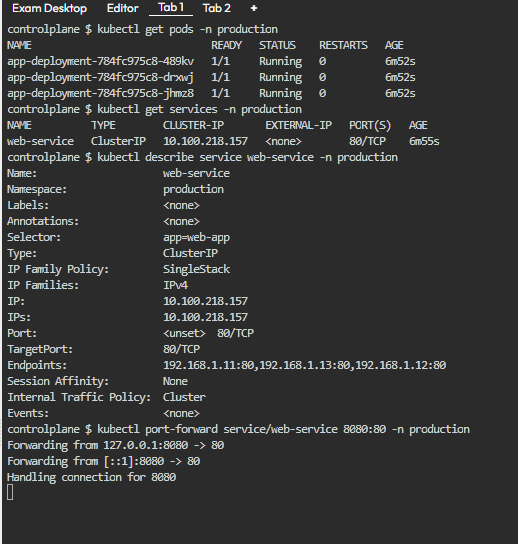 Exam Desktop Editor Tab 1 Tab 2 +
controlplane $ kubectl get pods -n production
NAME READY STATUS RESTARTS AGE
app-deployment-784fc975c8-489kv 1/1 Running 0 6m52s
app-deployment-784fc975c8-drxwj 1/1 Running 0 6m52s
app-deployment-784fc975c8-jhmz8 1/1 Running 0 6m52s
controlplane $ kubectl get services -n production
NAME TYPE CLUSTER-IP EXTERNAL-IP PORT(S) AGE
web-service ClusterIP 10.100.218.157 <none> 80/TCP 6m55s
controlplane $ kubectl describe service web-service -n production
Name: web-service
Namespace: production
Labels: <none>
Annotations: <none>
Selector: app=web-app
Type: ClusterIP
IP Family Policy: SingleStack
IP Families: IPv4
IP: 10.100.218.157
IPs: 10.100.218.157
Port: <unset> 80/TCP
TargetPort: 80/TCP
Endpoints: 192.168.1.11:80,192.168.1.13:80,192.168.1.12:80
Session Affinity: None
Internal Traffic Policy: Cluster
Events: <none>
controlplane $ kubectl port-forward service/web-service 8080:80 -n production
Forwarding from 127.0.0.1:8080 -> 80
Forwarding from [::1]:8080 -> 80
Handling connection for 8080